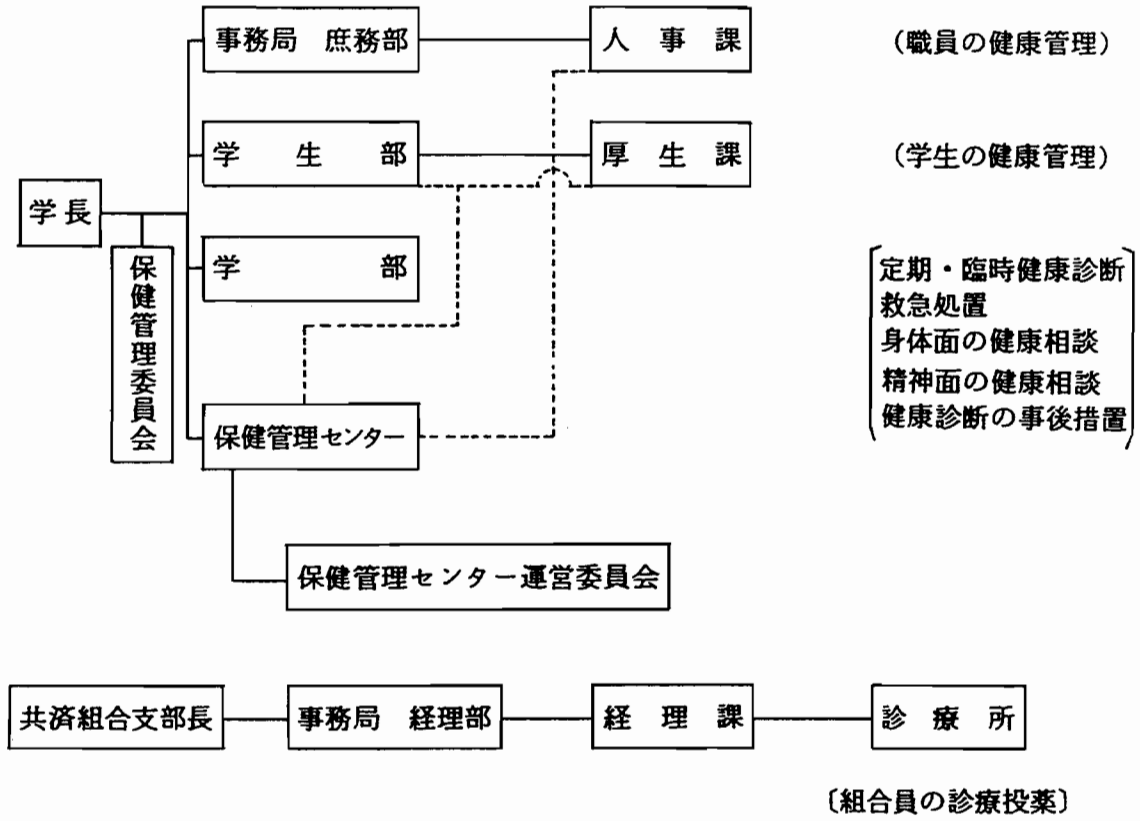 事務局 庶務部
人事課
(職員の健康管理)
学生部
厚生課
(学生の健康管理)
学長
保健管理委員会
学部
定期・臨時健康診断
救急処置
身体面の健康相談
精神面の健康相談
健康診断の事後措置
保健管理センター
保健管理センター運営委員会
共済組合支部長
事務局 経理部
経理課
診療所
〔組合員の診療投薬〕